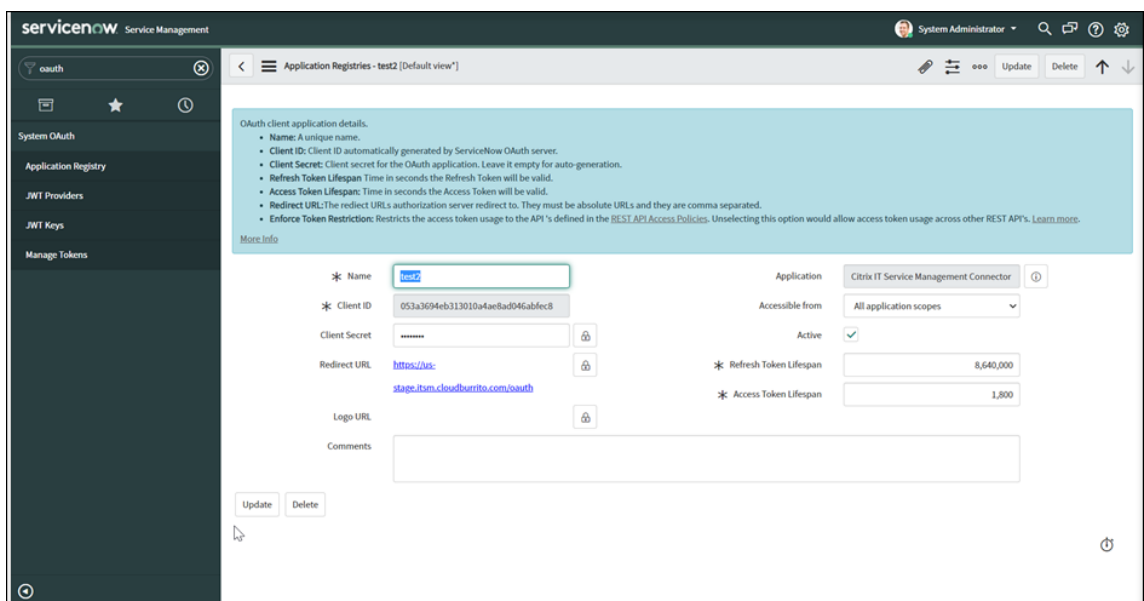 servicenow Service Management
System Administrator
oauth
Application Registries - test2 [Default view*]
Update
Delete
System OAuth
Application Registry
JWT Providers
JWT Keys
Manage Tokens
OAuth client application details.
• Name: A unique name.
• Client ID: Client ID automatically generated by ServiceNow OAuth server.
• Client Secret: Client secret for the OAuth application. Leave it empty for auto-generation.
• Refresh Token Lifespan Time in seconds the Refresh Token will be valid.
• Access Token Lifespan: Time in seconds the Access Token will be valid.
• Redirect URL:The rediect URLs authorization server redirect to. They must be absolute URLs and they are comma separated.
• Enforce Token Restriction: Restricts the access token usage to the API 's defined in the REST API Access Policies. Unselecting this option would allow access token usage across other REST API's. Learn more.
More Info
Name
test2
Client ID
053a3694eb313010a4ae8ad046abfec8
Client Secret
••••••••
Redirect URL
https://us-
stage.itsm.cloudburrito.com/oauth
Logo URL
Comments
Application
Citrix IT Service Management Connector
Accessible from
All application scopes
Active
Refresh Token Lifespan
8,640,000
Access Token Lifespan
1,800
Update
Delete